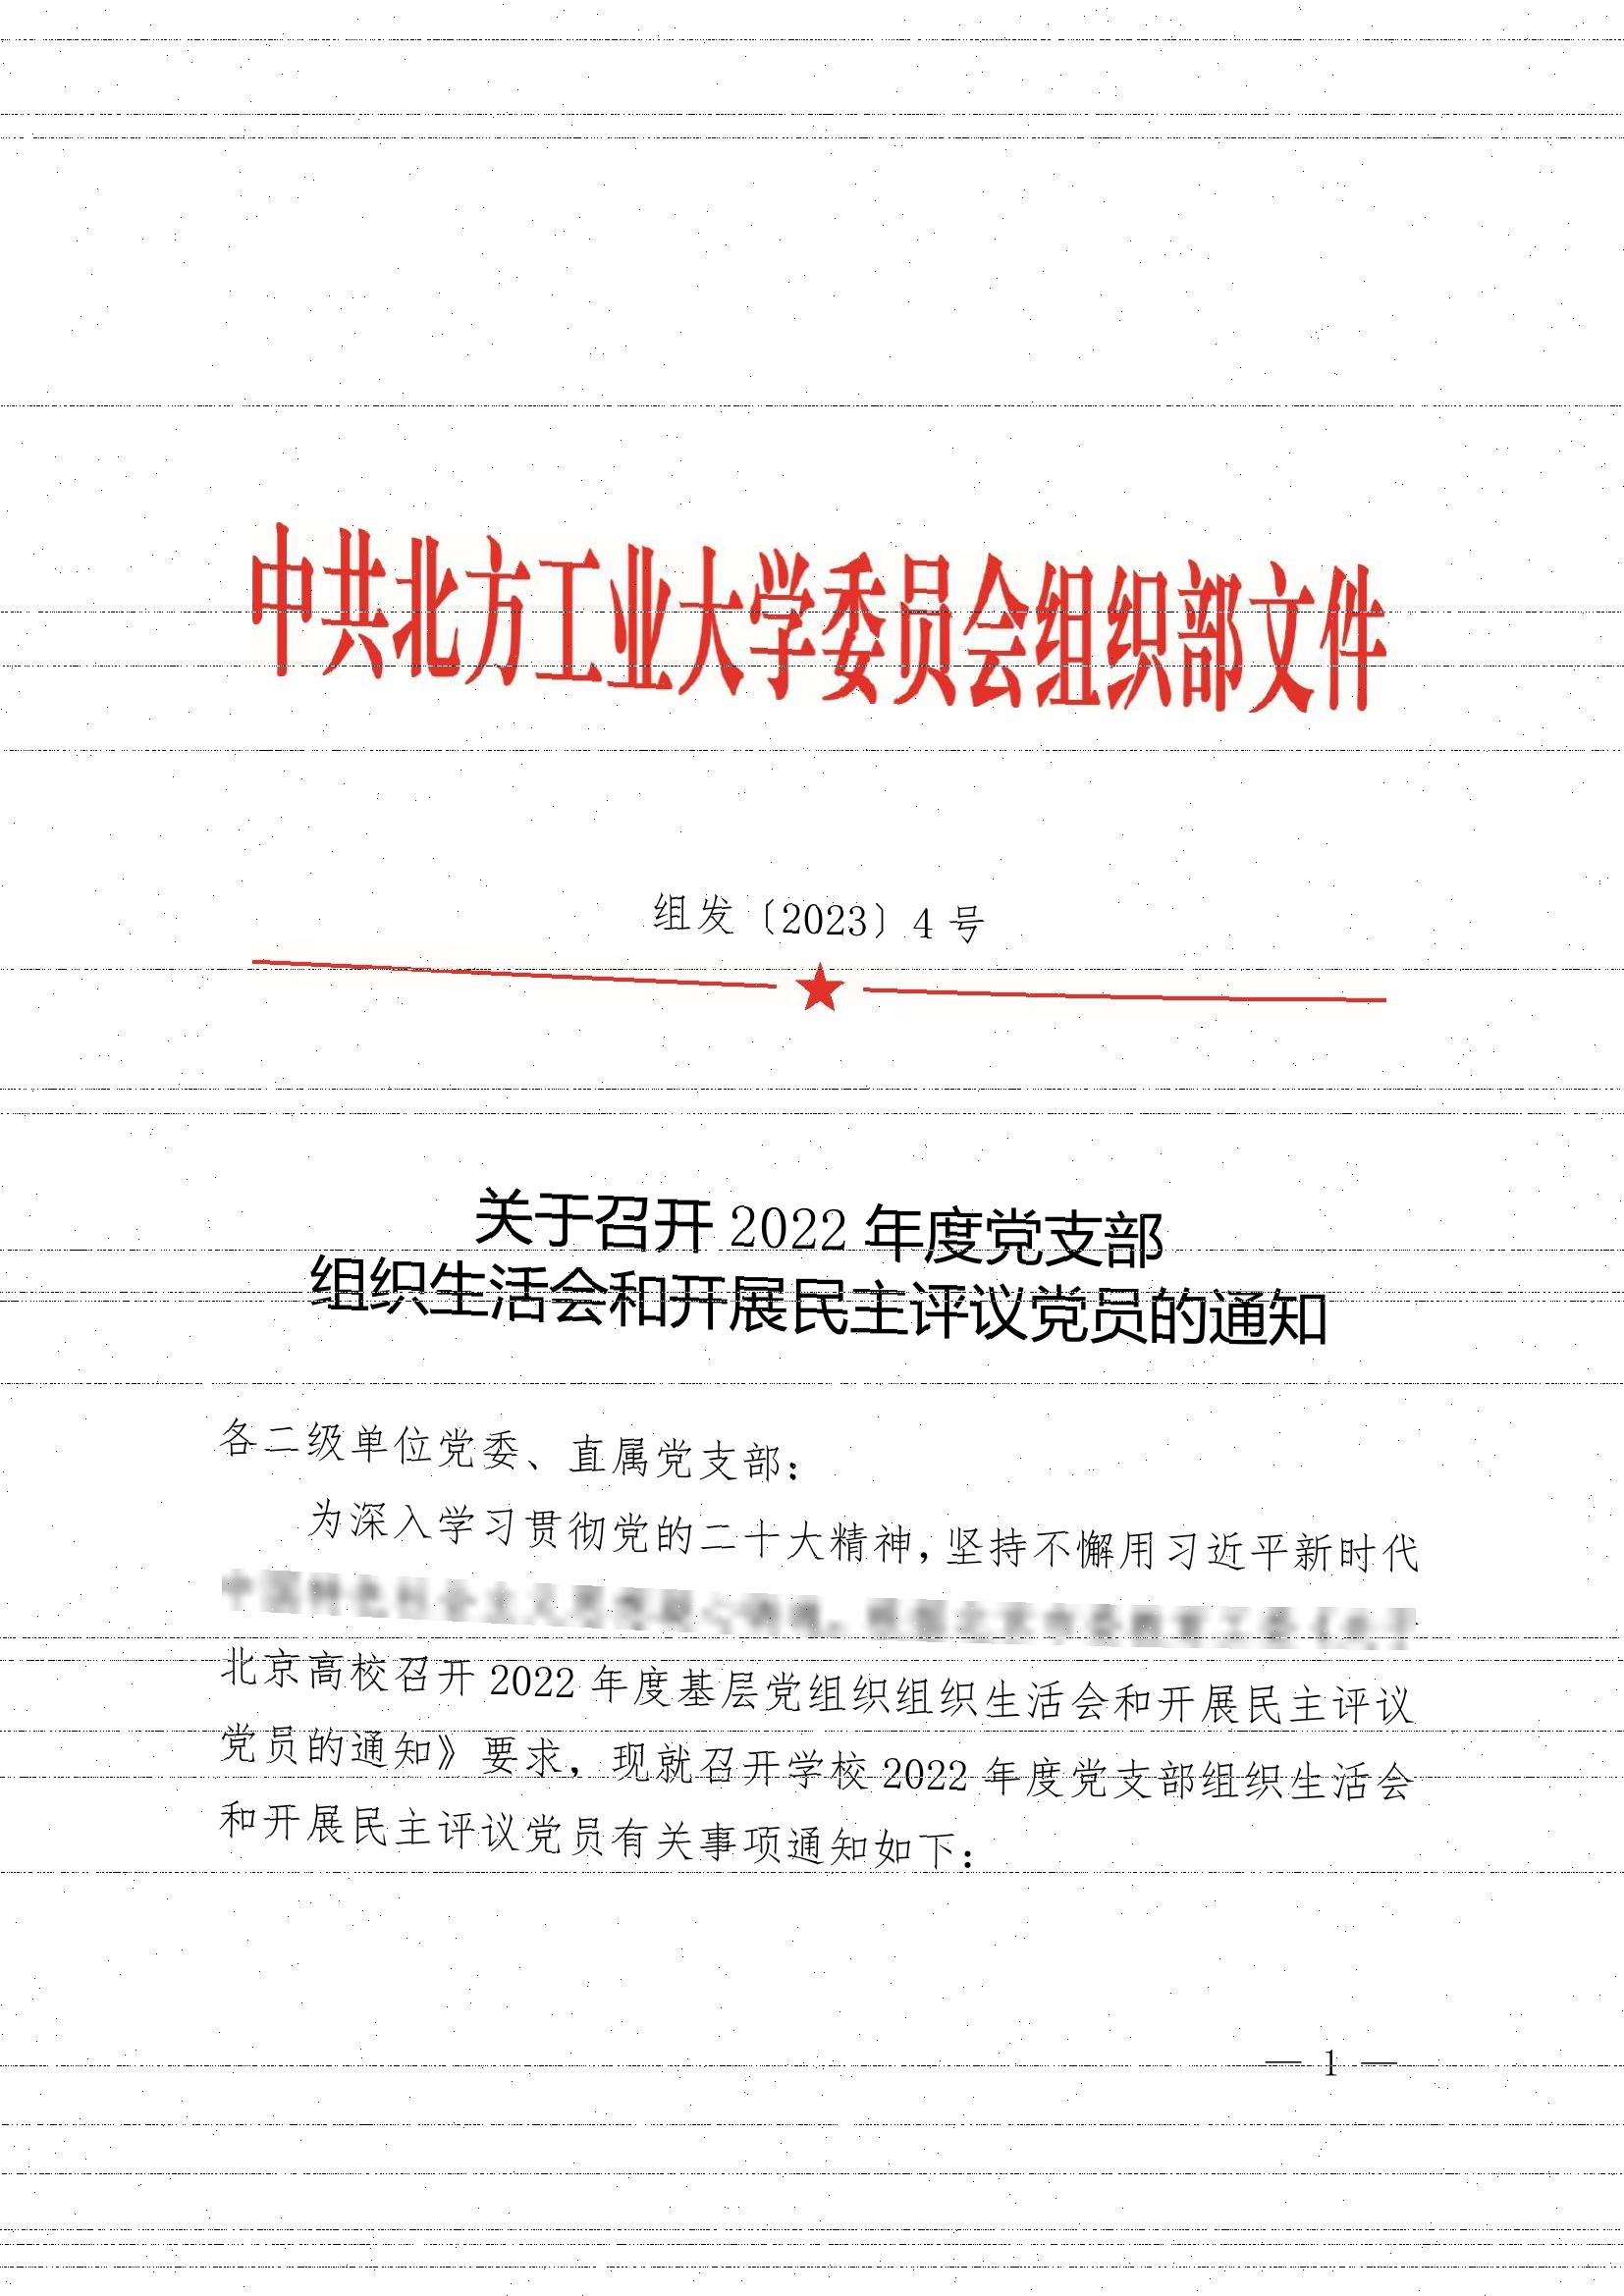 中共北方工业大学委员会组织部文件
组发〔2023〕4号
关于召开 2022 年度党支部
组织生活会和开展民主评议党员的通知
各二级单位党委、直属党支部：
为深入学习贯彻党的二十大精神，坚持不懈用习近平新时代
北京高校召开 2022 年度基层党组织组织生活会和开展民主评议
党员的通知》要求，现就召开学校 2022 年度党支部组织生活会
和开展民主评议党员有关事项通知如下：
— 1 —